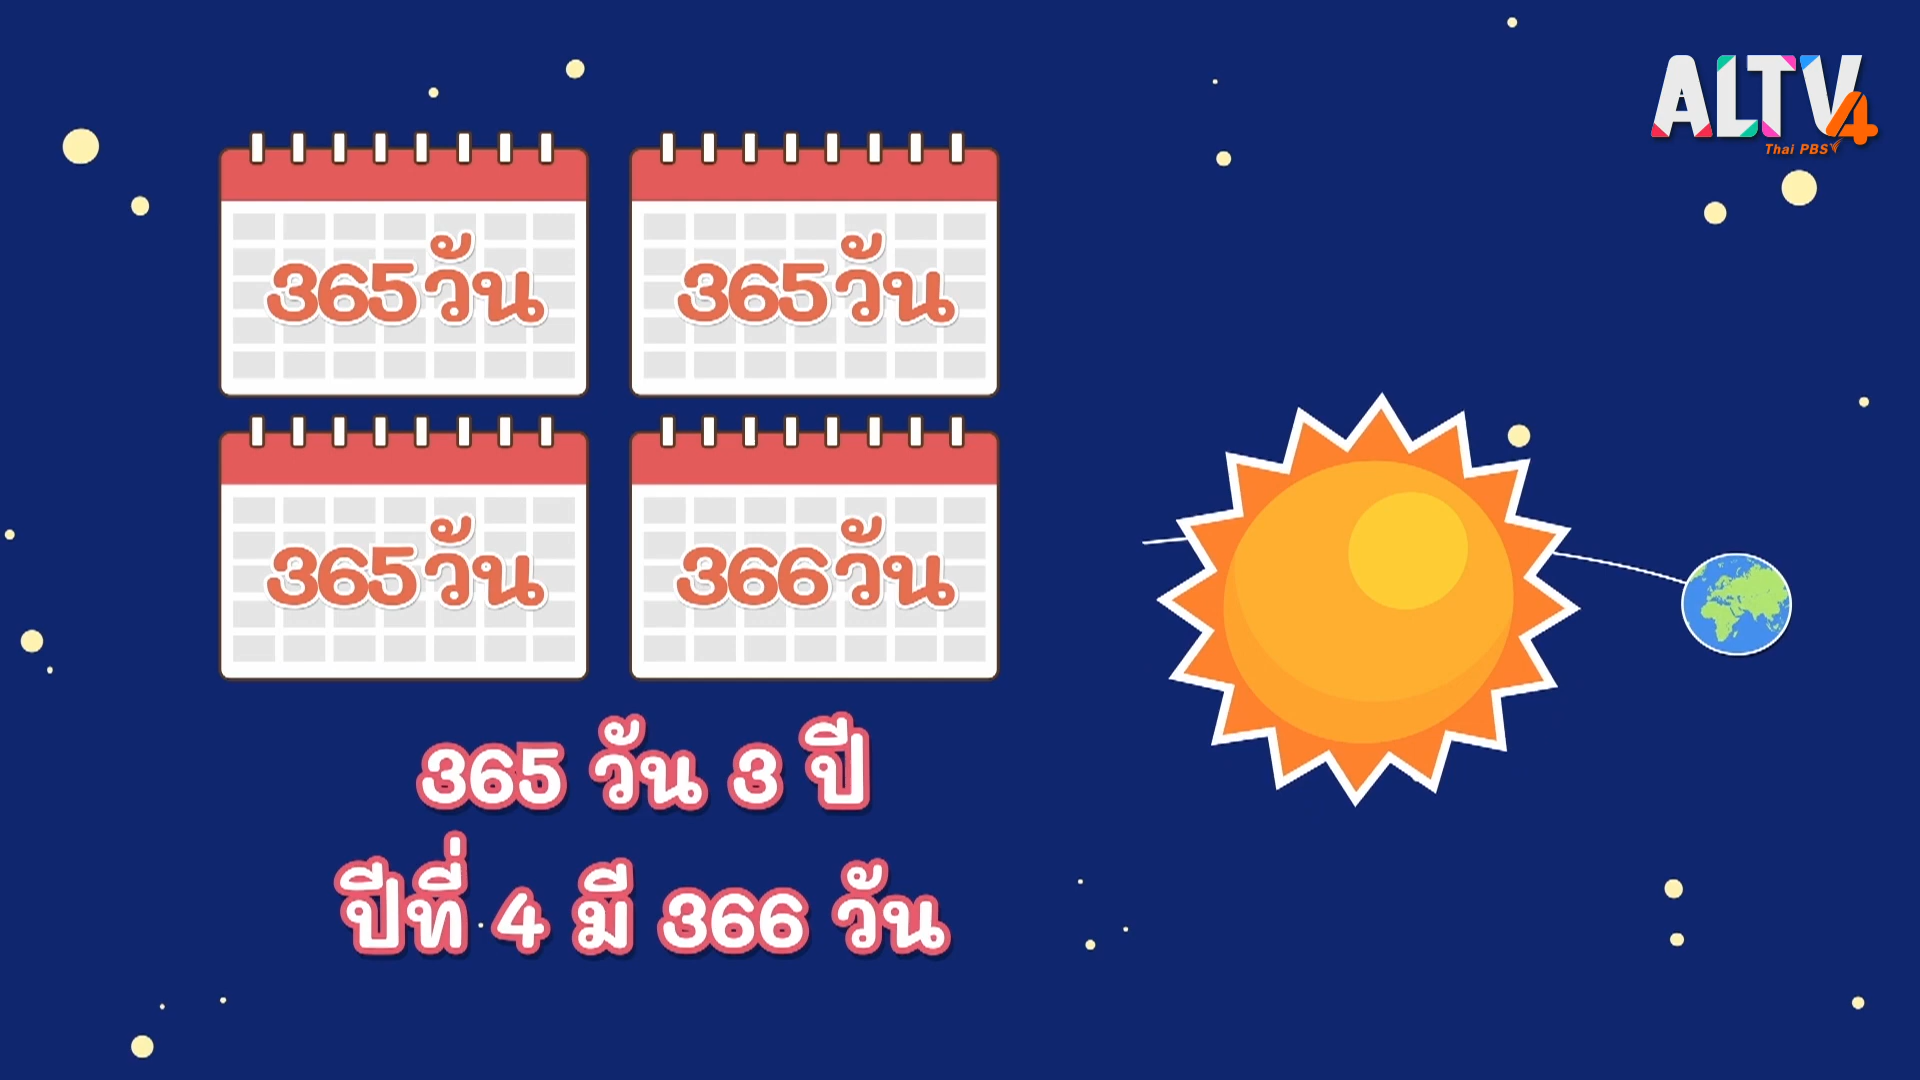 ALTV4
Thai PBS
365วัน
365วัน
365วัน
366วัน
365 วัน 3 ปี
ปีที่ 4 มี 366 วัน